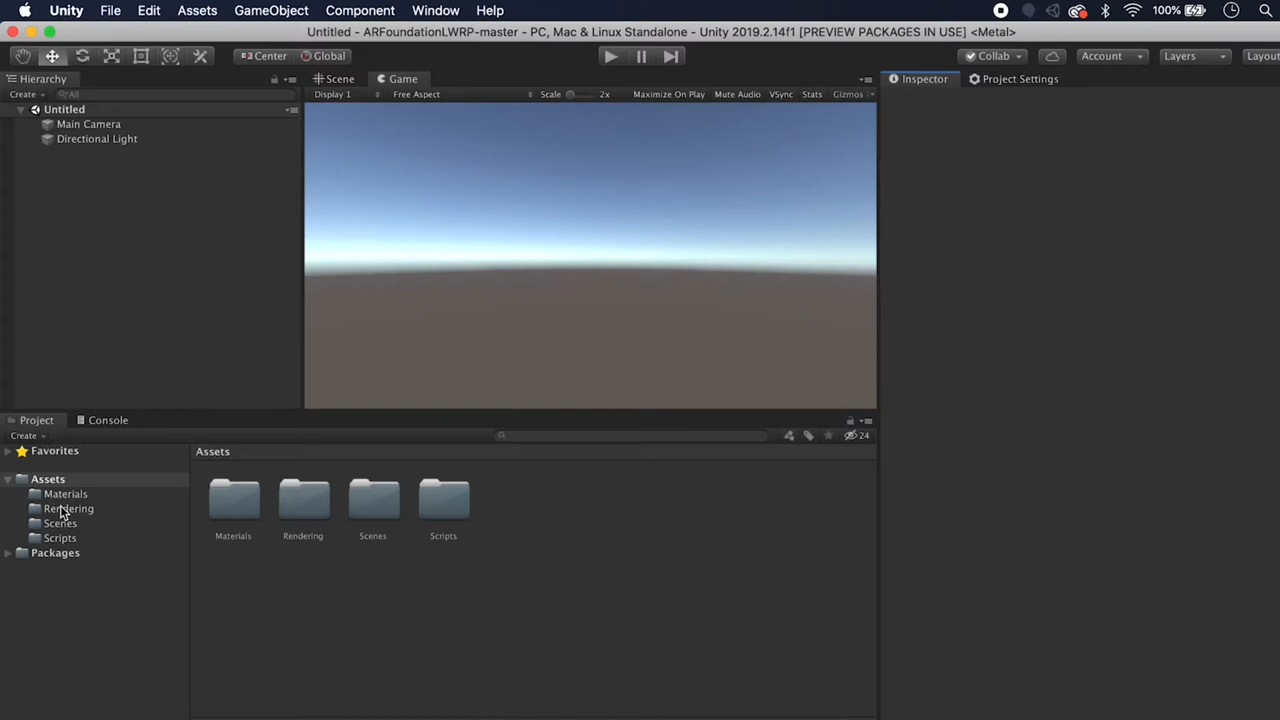 Unity File Edit Assets GameObject Component Window Help 100%
Untitled - ARFoundationLWRP-master - PC, Mac & Linux Standalone - Unity 2019.2.14f1 [PREVIEW PACKAGES IN USE] <Metal>
Center Global Collab Account Layers Layout
Hierarchy Scene Game Inspector Project Settings
Create All Display 1 Free Aspect Scale 2x Maximize On Play Mute Audio VSync Stats Gizmos
Untitled
Main Camera
Directional Light
Project Console
Create 24
Favorites Assets
Assets
Materials
Rendering
Scenes
Scripts
Packages
Materials Rendering Scenes Scripts